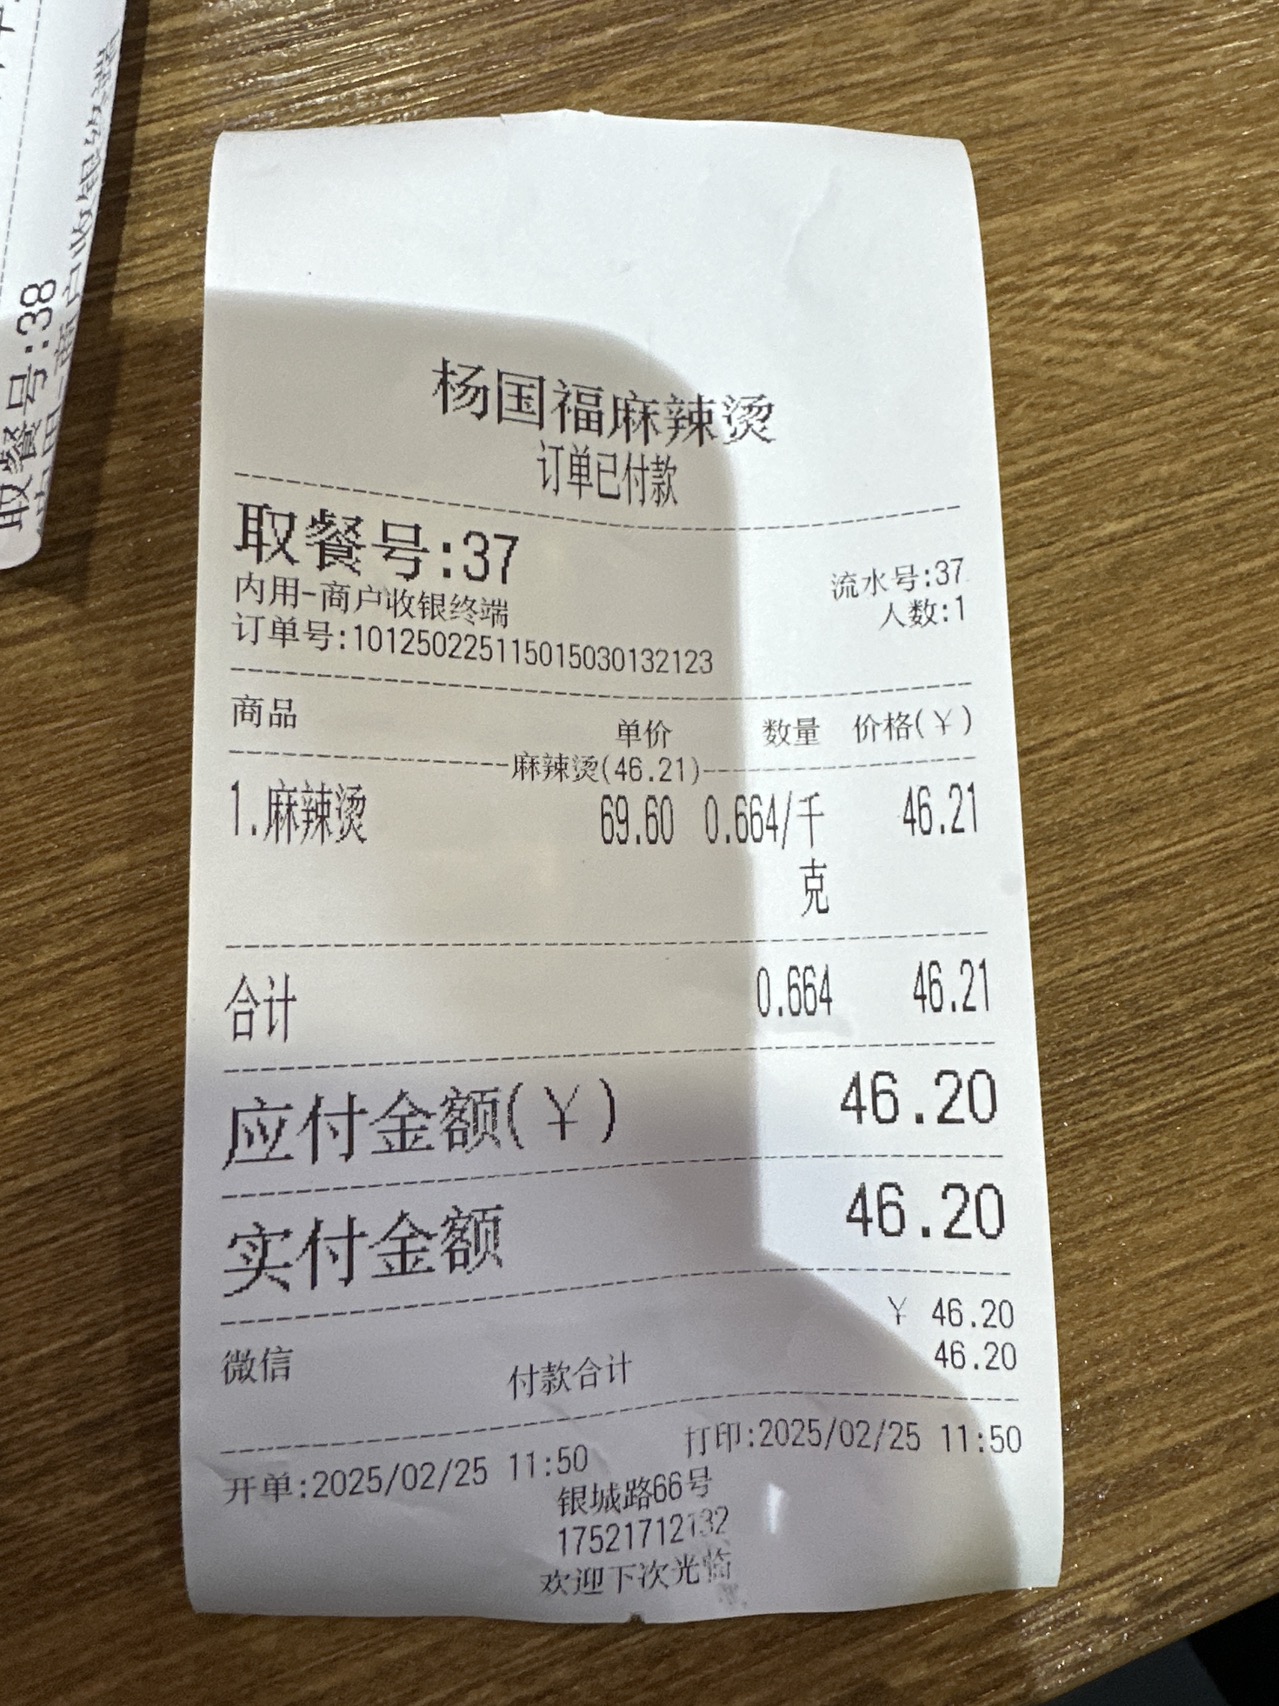 取餐号:38
杨国福麻辣烫
订单已付款
取餐号:37
流水号:37
内用-商户收银终端
人数:1
订单号:101250225115015030132123
商品 单价 数量 价格(¥)
麻辣烫(46.21)
1.麻辣烫 69.60 0.664/千克 46.21
合计 0.664 46.21
应付金额(¥) 46.20
实付金额 46.20
微信 ¥ 46.20
付款合计 46.20
开单:2025/02/25 11:50 打印:2025/02/25 11:50
银城路66号
17521712132
欢迎下次光临